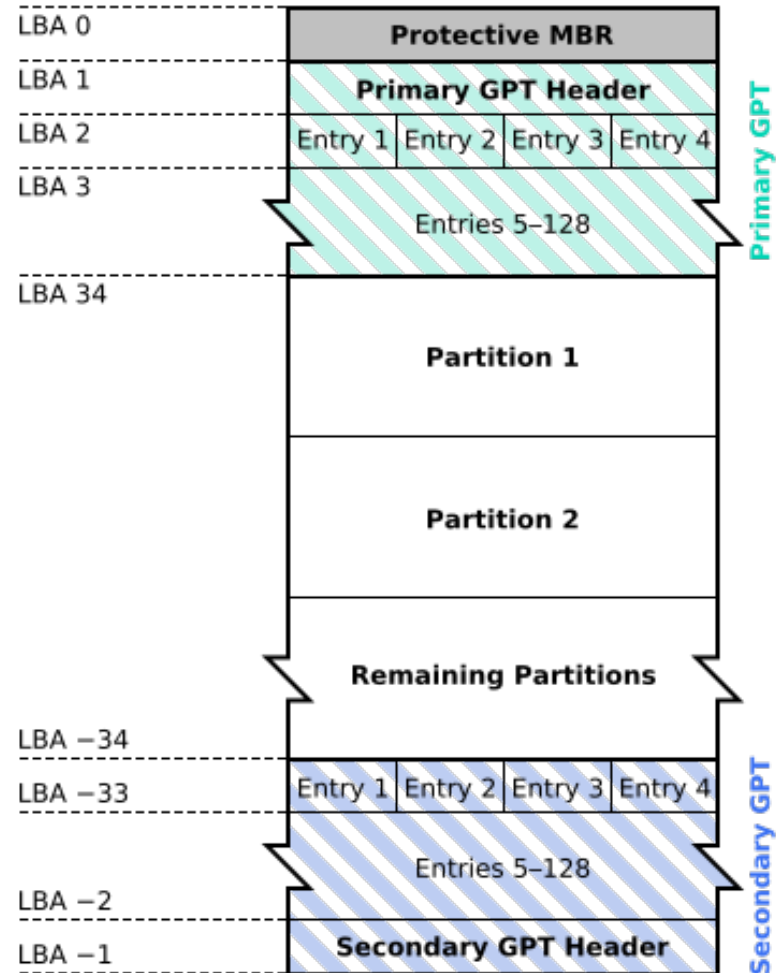 LBA 0
Protective MBR
LBA 1
Primary GPT Header
LBA 2
Entry 1 Entry 2 Entry 3 Entry 4
LBA 3
Entries 5–128
Primary GPT
LBA 34
Partition 1
Partition 2
Remaining Partitions
LBA −34
LBA −33
Entry 1 Entry 2 Entry 3 Entry 4
Entries 5–128
LBA −2
LBA −1
Secondary GPT Header
Secondary GPT